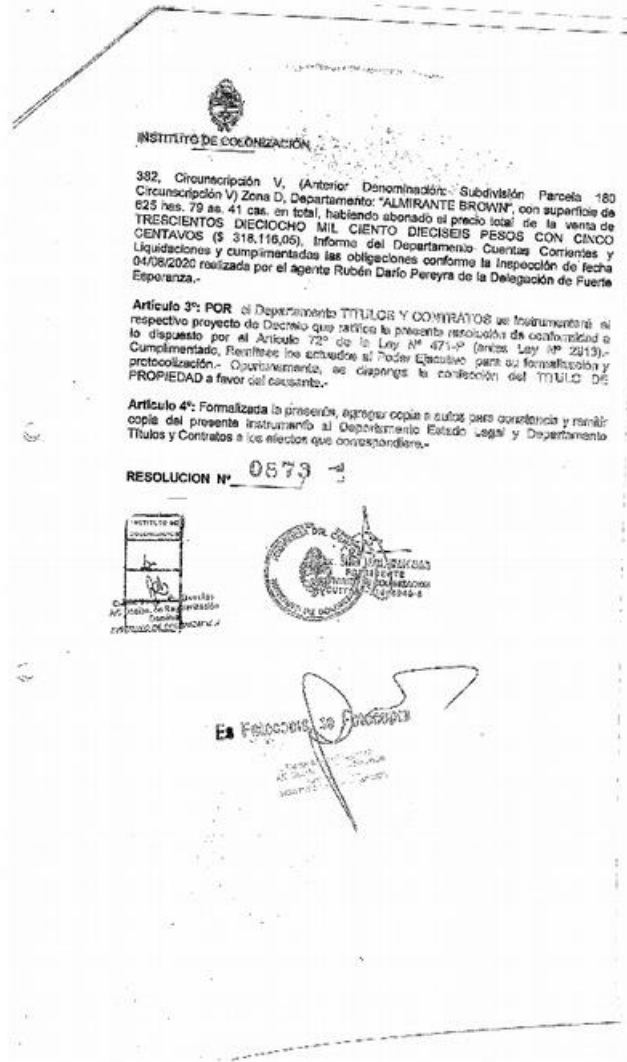 INSTITUTO DE COLONIZACIÓN
382, Circunscripción V, (Anterior Denominación: Subdivisión Parcela 180
Circunscripción V) Zona D, Departamento: "ALMIRANTE BROWN", con superficie de
625 has. 79 as. 41 cas. en total, habiendo abonado el precio total de la venta de
TRESCIENTOS DIECIOCHO MIL CIENTO DIECISEIS PESOS CON CINCO
CENTAVOS ($ 318.116,05), Informe del Departamento Cuentas Corrientes y
Liquidaciones y cumplimentadas las obligaciones conforme la Inspección de fecha
04/08/2020 realizada por el agente Rubén Darío Pereyra de la Delegación de Fuerte
Esperanza.-
Artículo 3º: POR el Departamento TITULOS Y CONTRATOS se instrumentará el
respectivo proyecto de Decreto que ratifica la presente resolución de conformidad a
lo dispuesto por el Artículo 72º de la Ley Nº 471-P (antes Ley Nº 2913).-
Cumplimentado, Remítase los actuados al Poder Ejecutivo para su formalización y
protocolización.- Oportunamente, se disponga la confección del TITULO DE
PROPIEDAD a favor del causante.-
Artículo 4º: Formalizada la presente, agregar copia a autos para constancia y remitir
copia del presente instrumento al Departamento Estado Legal y Departamento
Títulos y Contratos a los efectos que correspondiere.-
RESOLUCION Nº 0573
INSTITUTO DE
COLONIZACION
PRESIDENTE
Es Fotocopia de Fotocopia